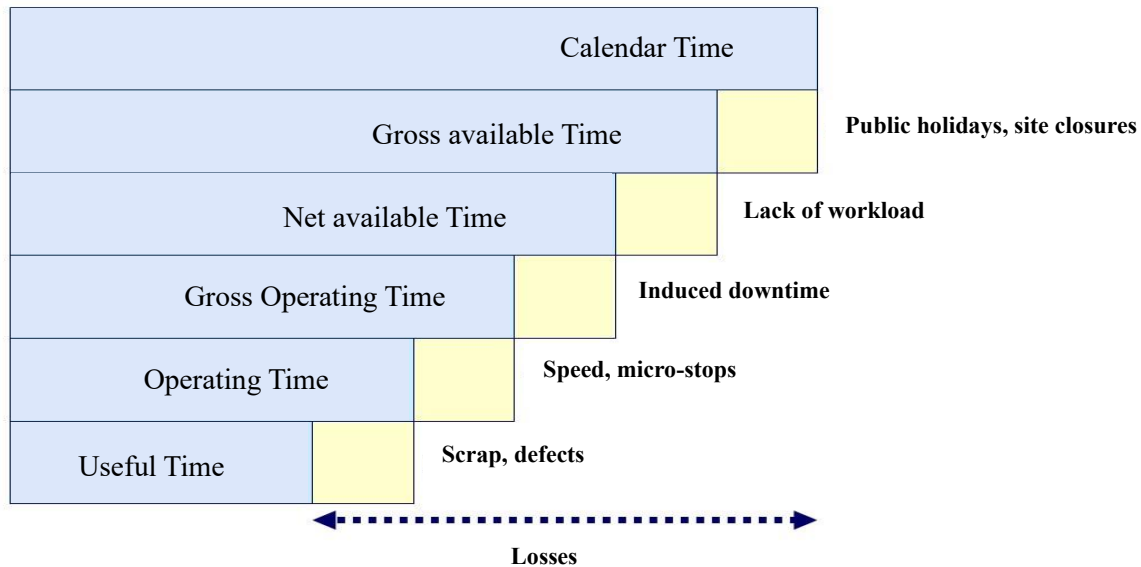 Calendar Time
Gross available Time
Public holidays, site closures
Net available Time
Lack of workload
Gross Operating Time
Induced downtime
Operating Time
Speed, micro-stops
Useful Time
Scrap, defects
Losses